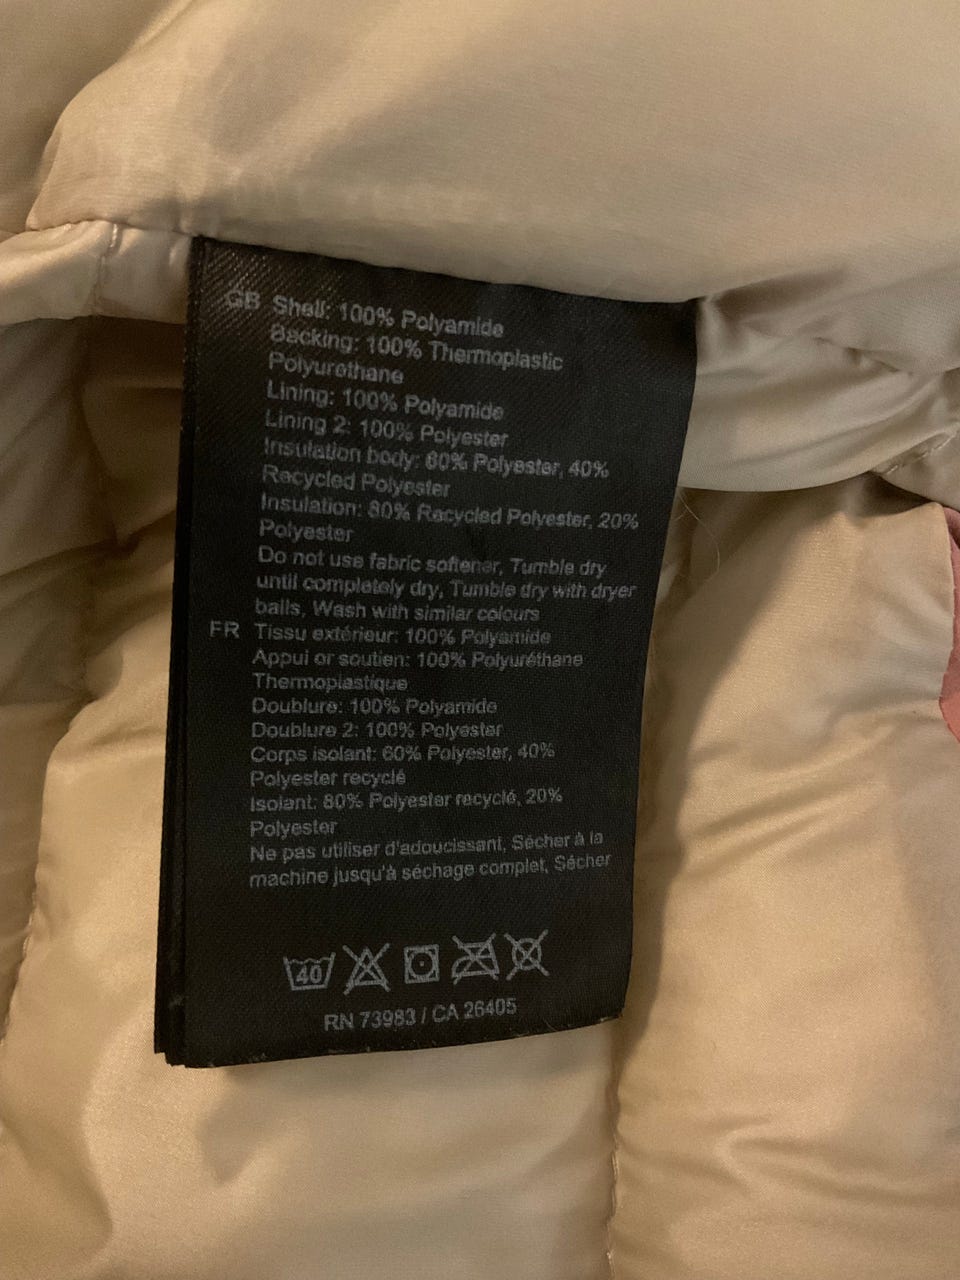 GB Shell: 100% Polyamide
Backing: 100% Thermoplastic
Polyurethane
Lining: 100% Polyamide
Lining 2: 100% Polyester
Insulation body: 60% Polyester, 40%
Recycled Polyester
Insulation: 80% Recycled Polyester, 20%
Polyester
Do not use fabric softener, Tumble dry
until completely dry, Tumble dry with dryer
balls, Wash with similar colours
FR Tissu extérieur: 100% Polyamide
Appui or soutien: 100% Polyuréthane
Thermoplastique
Doublure: 100% Polyamide
Doublure 2: 100% Polyester
Corps isolant: 60% Polyester, 40%
Polyester recyclé
Isolant: 80% Polyester recyclé, 20%
Polyester
Ne pas utiliser d'adoucissant, Sécher à la
machine jusqu'à séchage complet, Sécher
40
RN 73983 / CA 26405